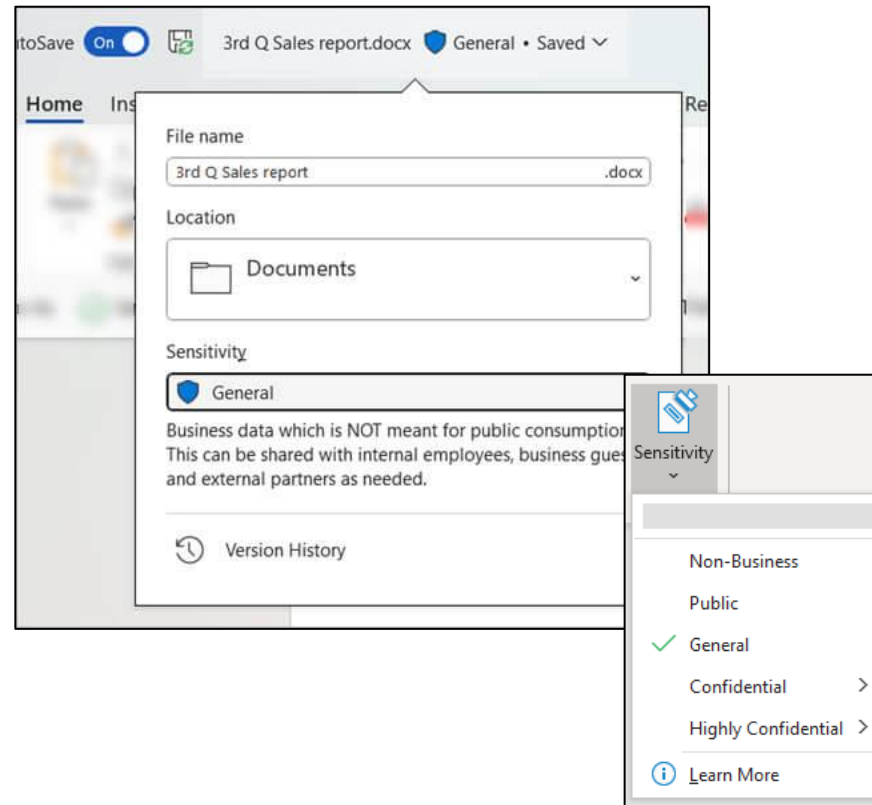 toSave On 3rd Q Sales report.docx General • Saved
Home Ins Re
File name
3rd Q Sales report .docx
Location
Documents
Sensitivity
General
Business data which is NOT meant for public consumption
This can be shared with internal employees, business gues
and external partners as needed.
Version History
Sensitivity
Non-Business
Public
General
Confidential
Highly Confidential
Learn More